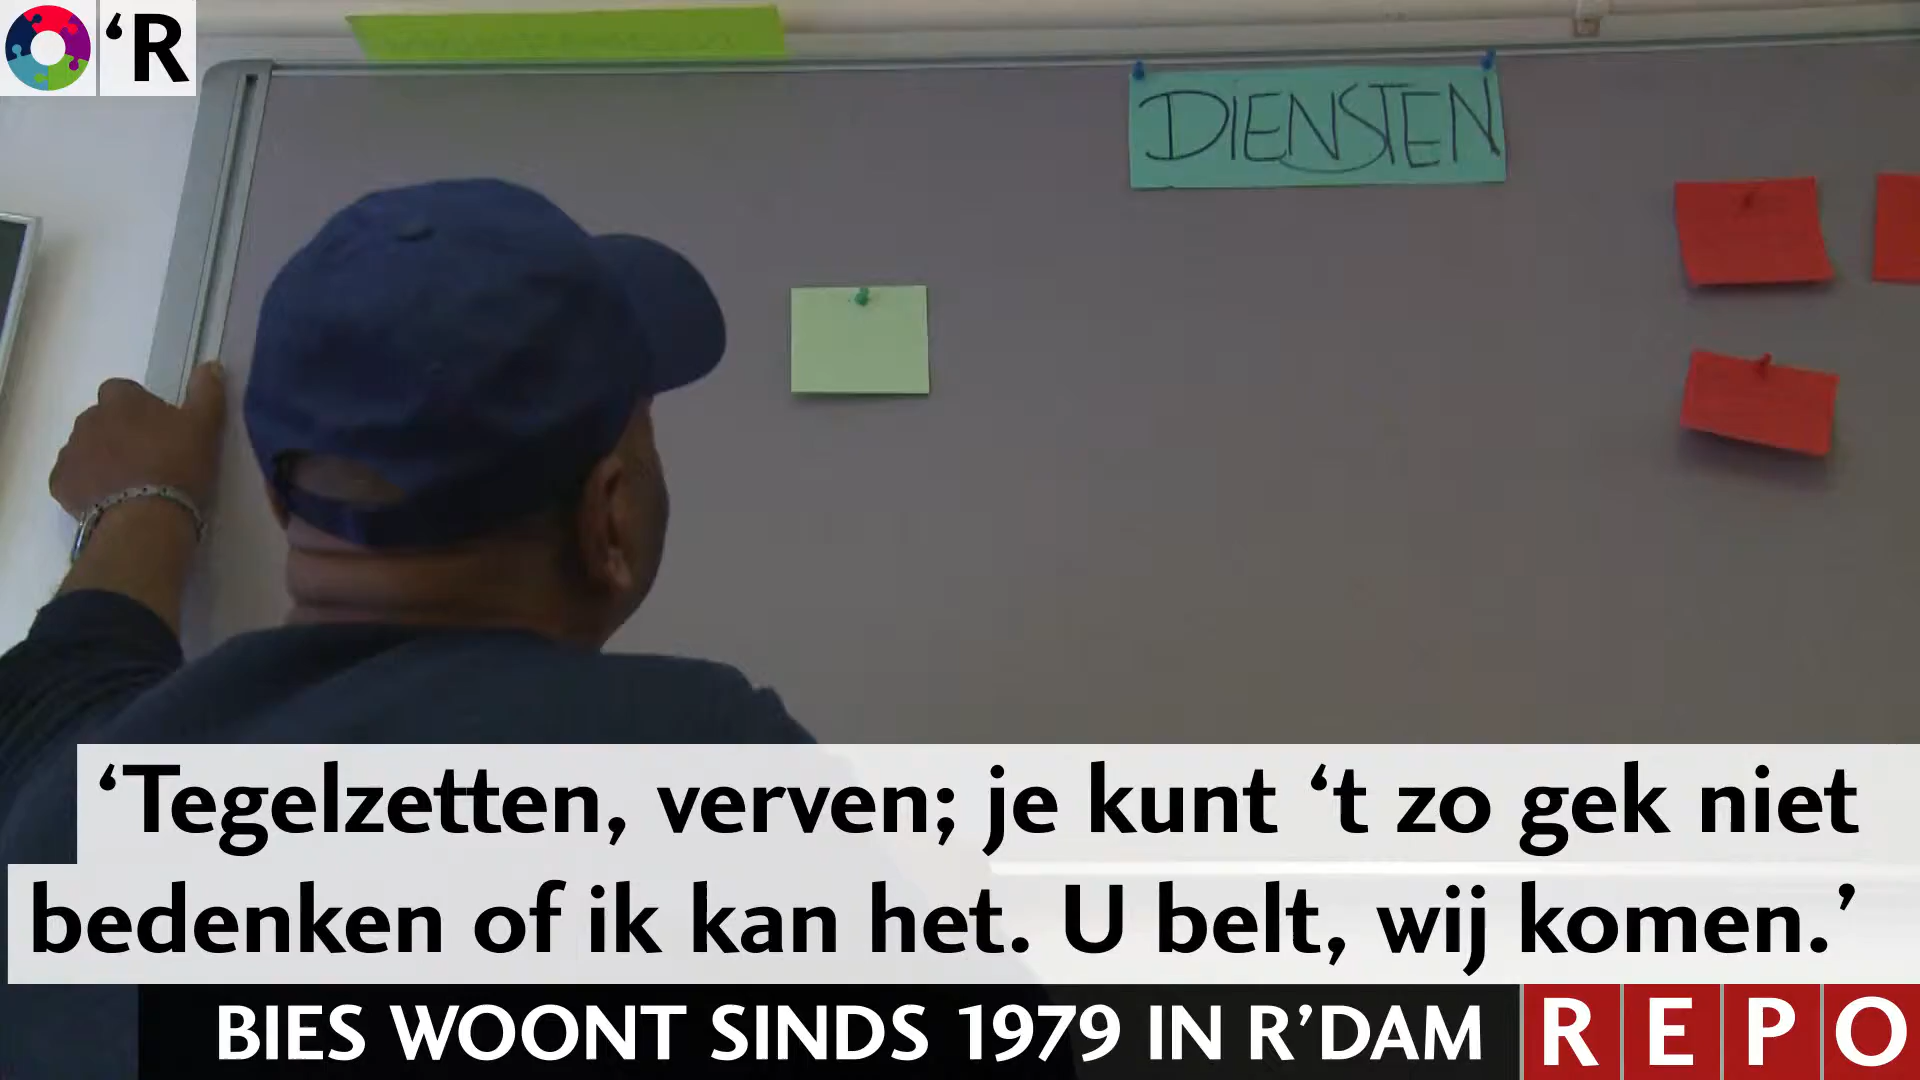 ‘R
DIENSTEN
‘Tegelzetten, verven; je kunt ‘t zo gek niet
bedenken of ik kan het. U belt, wij komen.’
BIES WOONT SINDS 1979 IN R’DAM
REPO